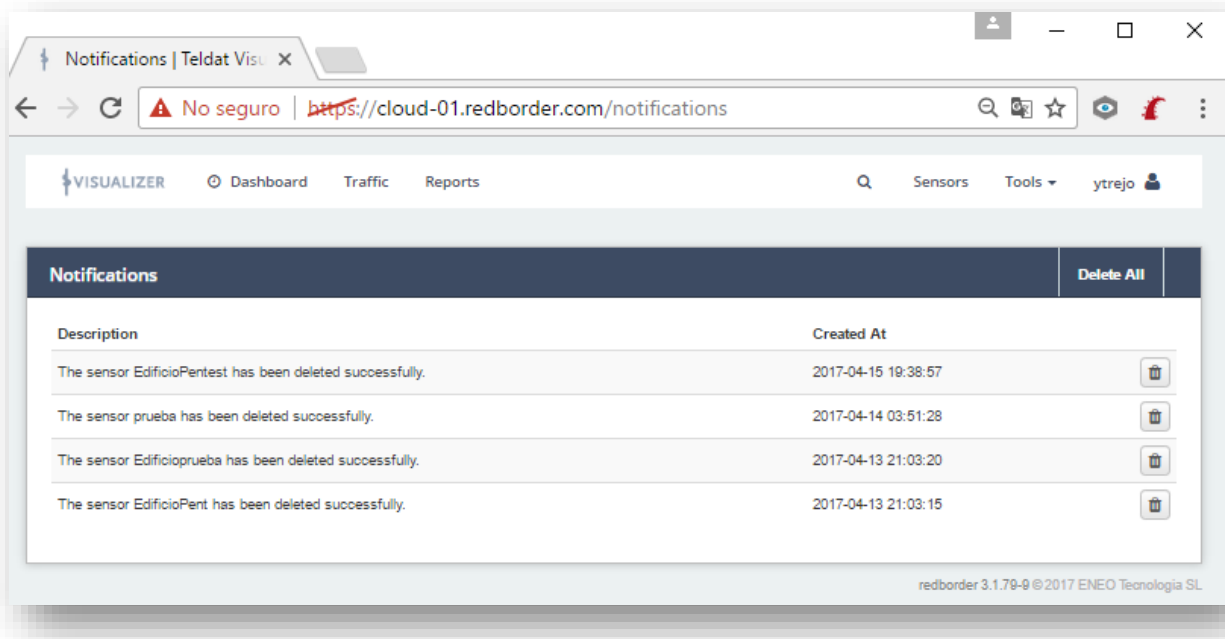 Notifications | Teldat Visu
No seguro | https://cloud-01.redborder.com/notifications
VISUALIZER Dashboard Traffic Reports Sensors Tools ytrejo
Notifications Delete All
Description Created At
The sensor EdificioPentest has been deleted successfully. 2017-04-15 19:38:57
The sensor prueba has been deleted successfully. 2017-04-14 03:51:28
The sensor Edificioprueba has been deleted successfully. 2017-04-13 21:03:20
The sensor EdificioPent has been deleted successfully. 2017-04-13 21:03:15
redborder 3.1.79-9 ©2017 ENEO Tecnologia SL